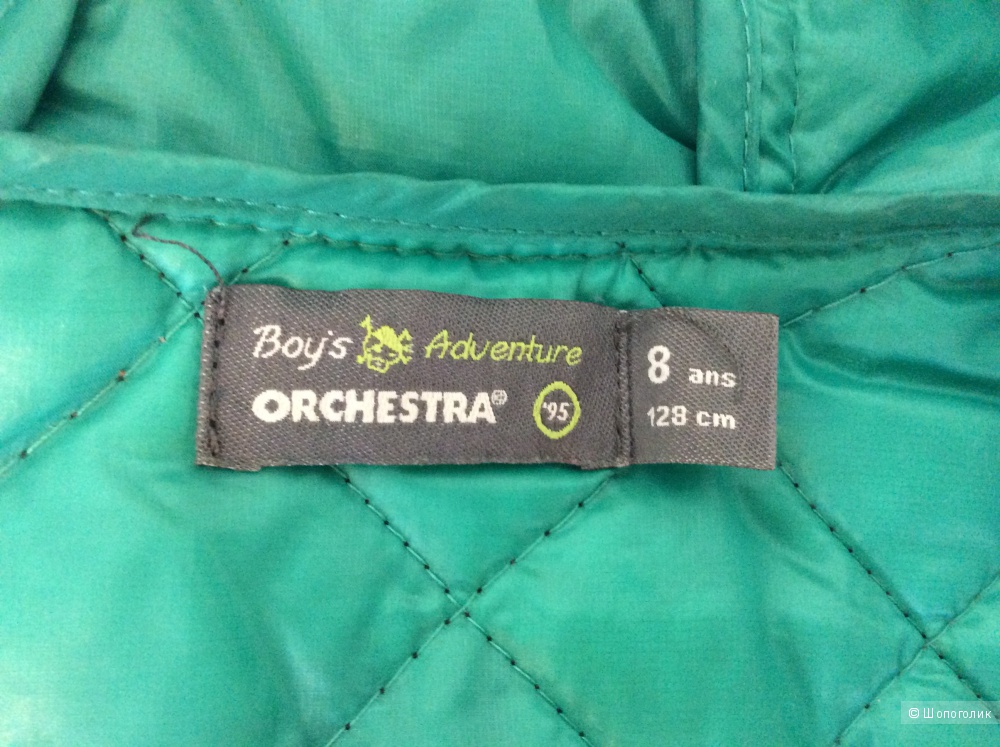 Boy's Adventure
ORCHESTRA® '95
8 ans
128 cm
© Шопоголик